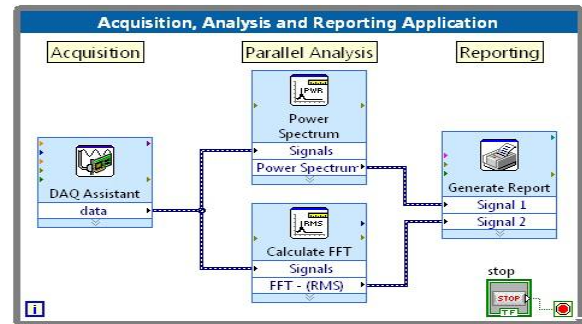 Acquisition, Analysis and Reporting Application
Acquisition
Parallel Analysis
Reporting
PWR
Power
Spectrum
Signals
Power Spectrun
DAQ Assistant
data
RMS
Calculate FFT
Signals
FFT - (RMS)
Generate Report
Signal 1
Signal 2
stop
STOP
TF
i